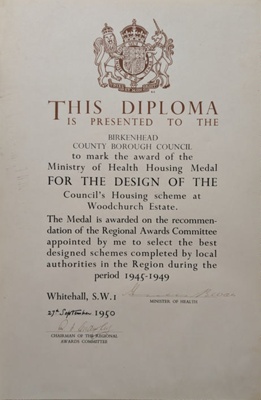 THIS DIPLOMA
IS PRESENTED TO THE
BIRKENHEAD
COUNTY BOROUGH COUNCIL
to mark the award of the
Ministry of Health Housing Medal
FOR THE DESIGN OF THE
Council's Housing scheme at
Woodchurch Estate.
The Medal is awarded on the recommen-
dation of the Regional Awards Committee
appointed by me to select the best
designed schemes completed by local
authorities in the Region during the
period 1945-1949
Whitehall, S.W.1
MINISTER OF HEALTH
27th September 1950
CHAIRMAN OF THE REGIONAL
AWARDS COMMITTEE